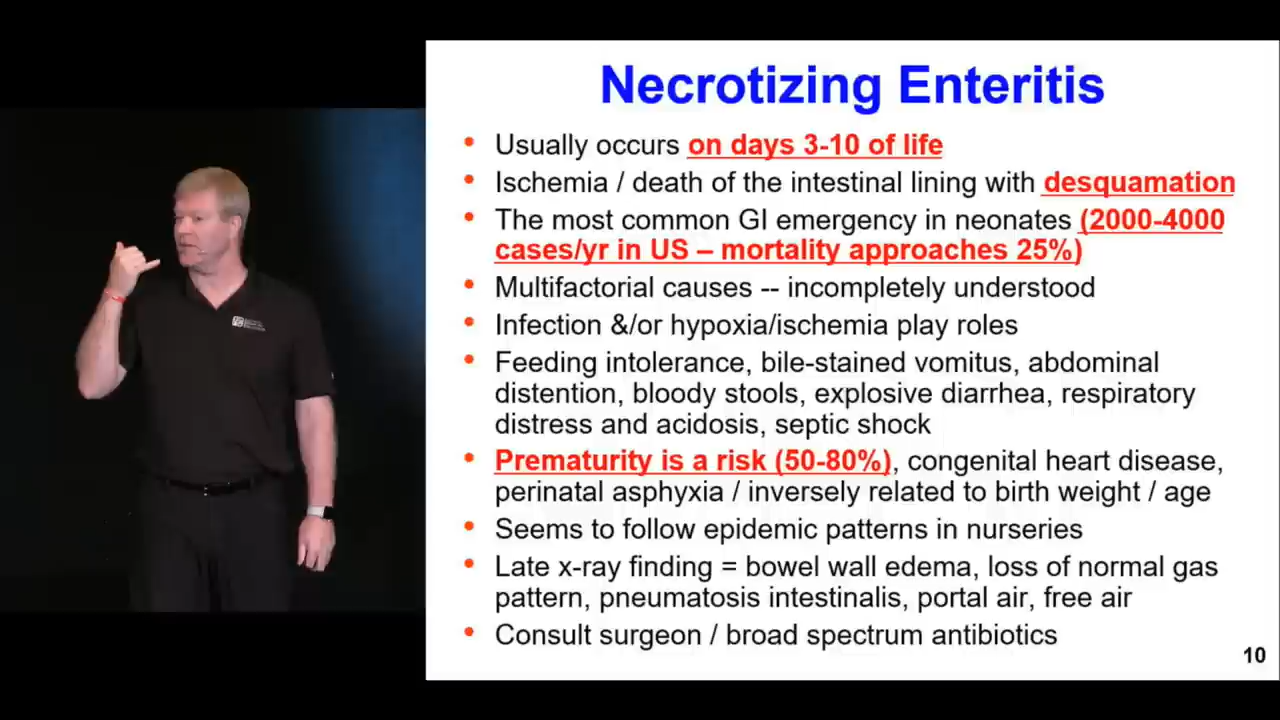 Necrotizing Enteritis
• Usually occurs on days 3-10 of life
• Ischemia / death of the intestinal lining with desquamation
• The most common GI emergency in neonates (2000-4000
cases/yr in US – mortality approaches 25%)
• Multifactorial causes -- incompletely understood
• Infection &/or hypoxia/ischemia play roles
• Feeding intolerance, bile-stained vomitus, abdominal
distention, bloody stools, explosive diarrhea, respiratory
distress and acidosis, septic shock
• Prematurity is a risk (50-80%), congenital heart disease,
perinatal asphyxia / inversely related to birth weight / age
• Seems to follow epidemic patterns in nurseries
• Late x-ray finding = bowel wall edema, loss of normal gas
pattern, pneumatosis intestinalis, portal air, free air
• Consult surgeon / broad spectrum antibiotics
10